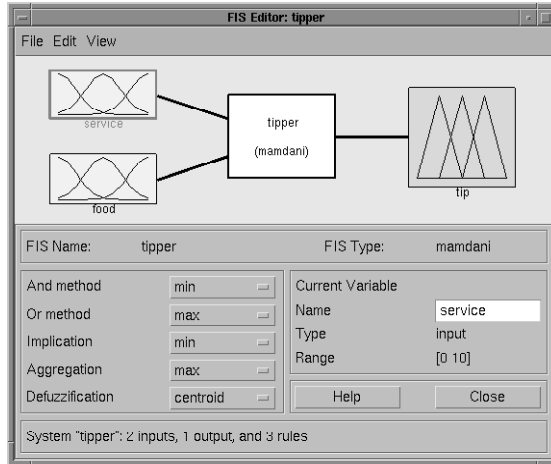 FIS Editor: tipper
File Edit View
service
food
tipper
(mamdani)
tip
FIS Name: tipper FIS Type: mamdani
And method min
Or method max
Implication min
Aggregation max
Defuzzification centroid
Current Variable
Name service
Type input
Range [0 10]
Help Close
System "tipper": 2 inputs, 1 output, and 3 rules